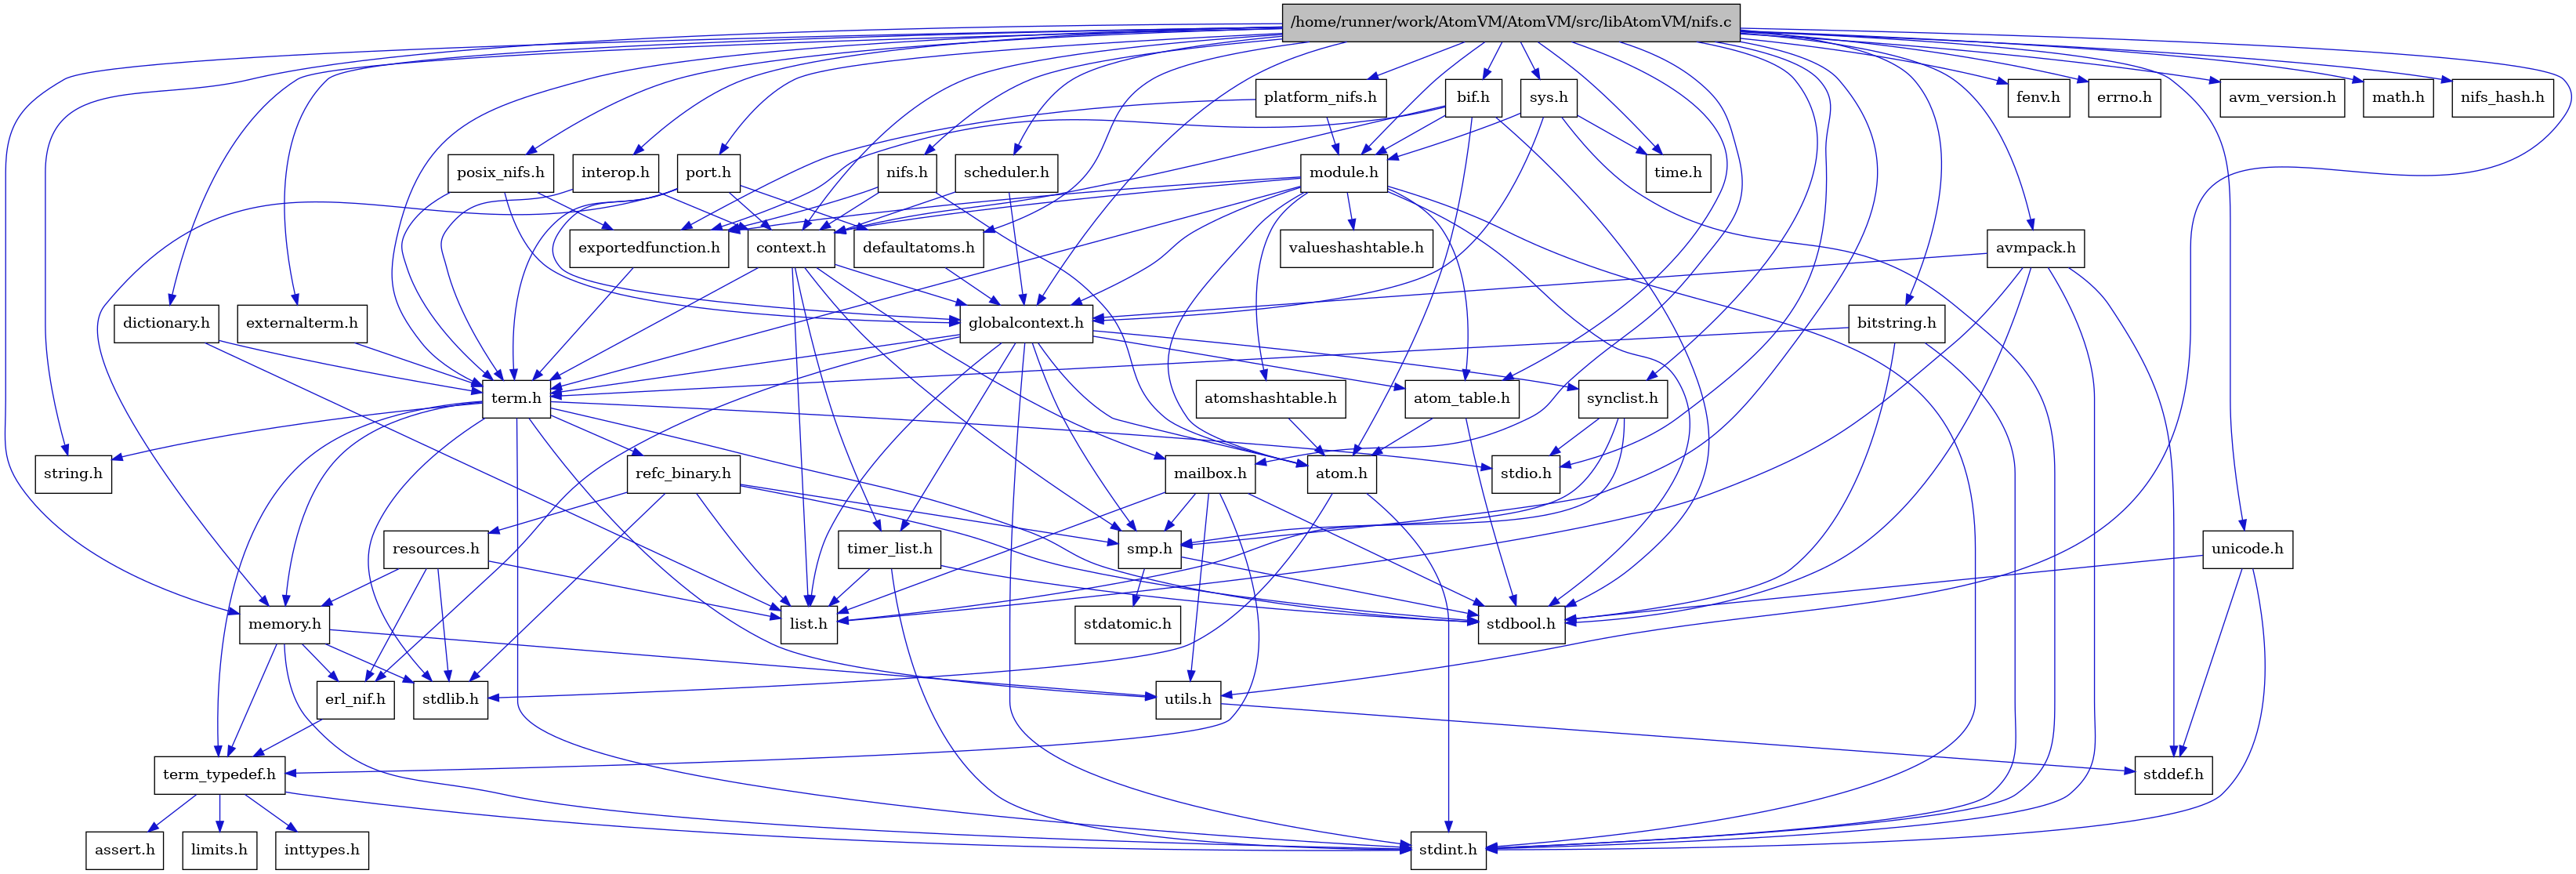 /home/runner/work/AtomVM/AtomVM/src/libAtomVM/nifs.c
platform_nifs.h
bif.h
sys.h
fenv.h
errno.h
avm_version.h
math.h
nifs_hash.h
posix_nifs.h
interop.h
port.h
nifs.h
scheduler.h
module.h
time.h
exportedfunction.h
context.h
defaultatoms.h
valueshashtable.h
avmpack.h
dictionary.h
externalterm.h
globalcontext.h
bitstring.h
term.h
atomshashtable.h
atom_table.h
synclist.h
string.h
refc_binary.h
mailbox.h
atom.h
stdio.h
resources.h
timer_list.h
smp.h
unicode.h
memory.h
list.h
stdatomic.h
stdbool.h
erl_nif.h
stdlib.h
utils.h
term_typedef.h
stddef.h
assert.h
limits.h
inttypes.h
stdint.h